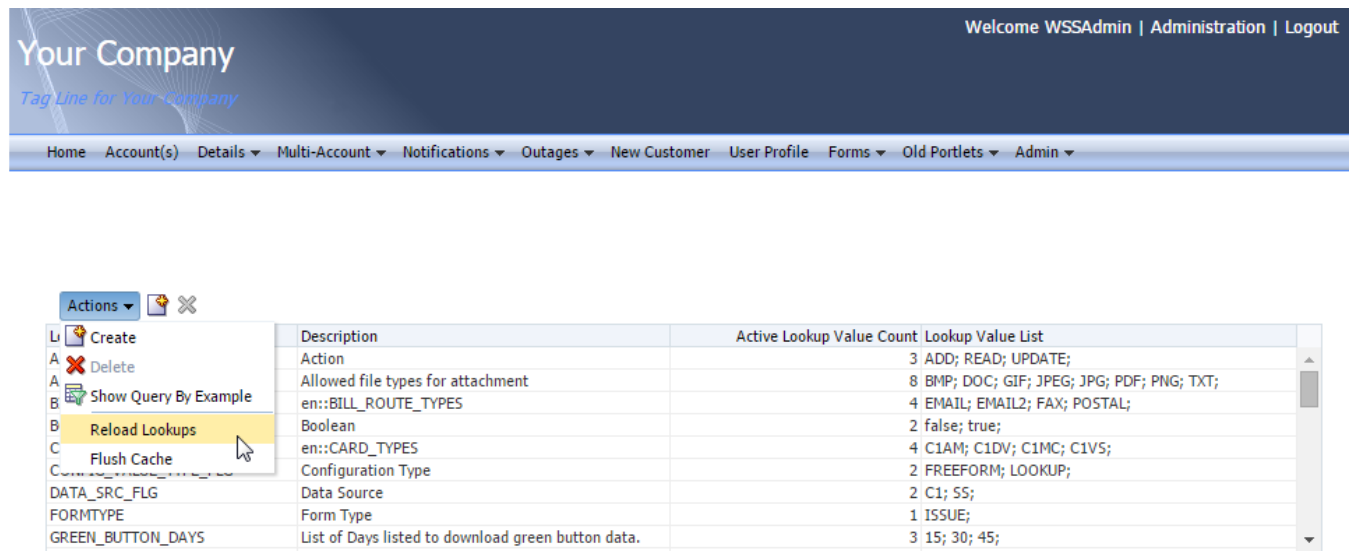 Welcome WSSAdmin | Administration | Logout
Your Company
Tag Line for Your Company
Home Account(s) Details Multi-Account Notifications Outages New Customer User Profile Forms Old Portlets Admin
Actions
Description Active Lookup Value Count Lookup Value List
Create
Action 3 ADD; READ; UPDATE;
Delete
Allowed file types for attachment 8 BMP; DOC; GIF; JPEG; JPG; PDF; PNG; TXT;
Show Query By Example
en::BILL_ROUTE_TYPES 4 EMAIL; EMAIL2; FAX; POSTAL;
Reload Lookups
Boolean 2 false; true;
en::CARD_TYPES 4 C1AM; C1DV; C1MC; C1VS;
Flush Cache
Configuration Type 2 FREEFORM; LOOKUP;
DATA_SRC_FLG Data Source 2 C1; SS;
FORMTYPE Form Type 1 ISSUE;
GREEN_BUTTON_DAYS List of Days listed to download green button data. 3 15; 30; 45;